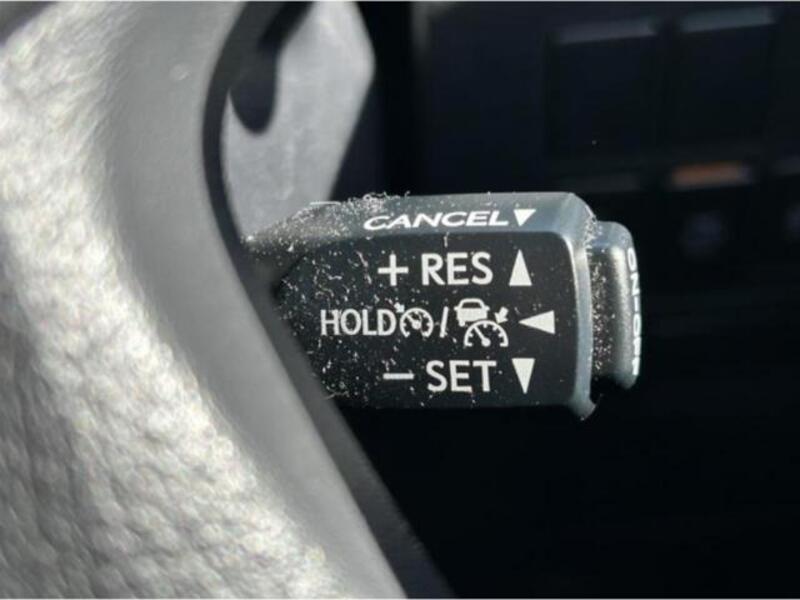 CANCEL▼
+ RES ▲
HOLD / ◄
– SET ▼
ON-OFF